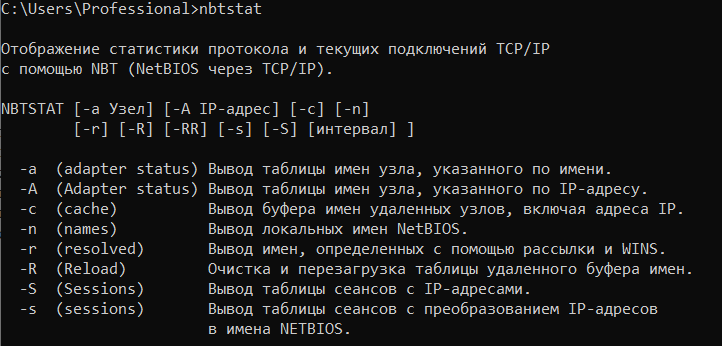 C:\Users\Professional>nbtstat
Отображение статистики протокола и текущих подключений TCP/IP
с помощью NBT (NetBIOS через TCP/IP).
NBTSTAT [-a Узел] [-A IP-адрес] [-c] [-n]
[-r] [-R] [-RR] [-s] [-S] [интервал] ]
-a (adapter status) Вывод таблицы имен узла, указанного по имени.
-A (Adapter status) Вывод таблицы имен узла, указанного по IP-адресу.
-c (cache) Вывод буфера имен удаленных узлов, включая адреса IP.
-n (names) Вывод локальных имен NetBIOS.
-r (resolved) Вывод имен, определенных с помощью рассылки и WINS.
-R (Reload) Очистка и перезагрузка таблицы удаленного буфера имен.
-S (Sessions) Вывод таблицы сеансов с IP-адресами.
-s (sessions) Вывод таблицы сеансов с преобразованием IP-адресов
в имена NETBIOS.